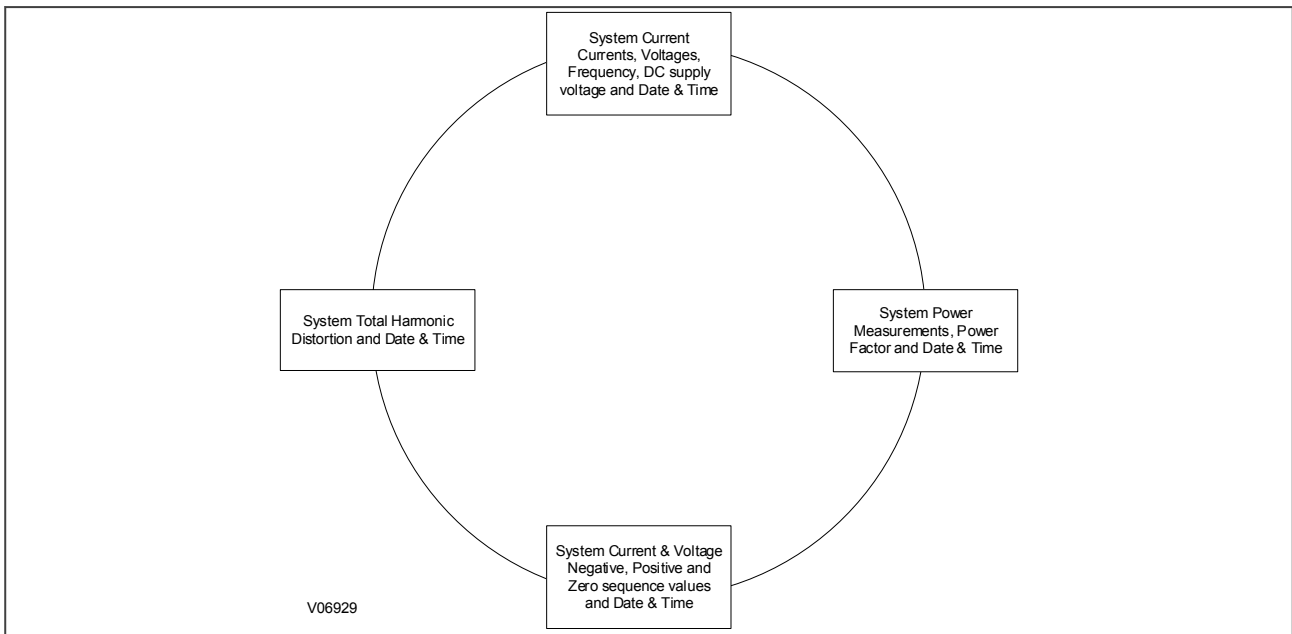 System Current
Currents, Voltages,
Frequency, DC supply
voltage and Date & Time
System Total Harmonic
Distortion and Date & Time
System Power
Measurements, Power
Factor and Date & Time
System Current & Voltage
Negative, Positive and
Zero sequence values
and Date & Time
V06929